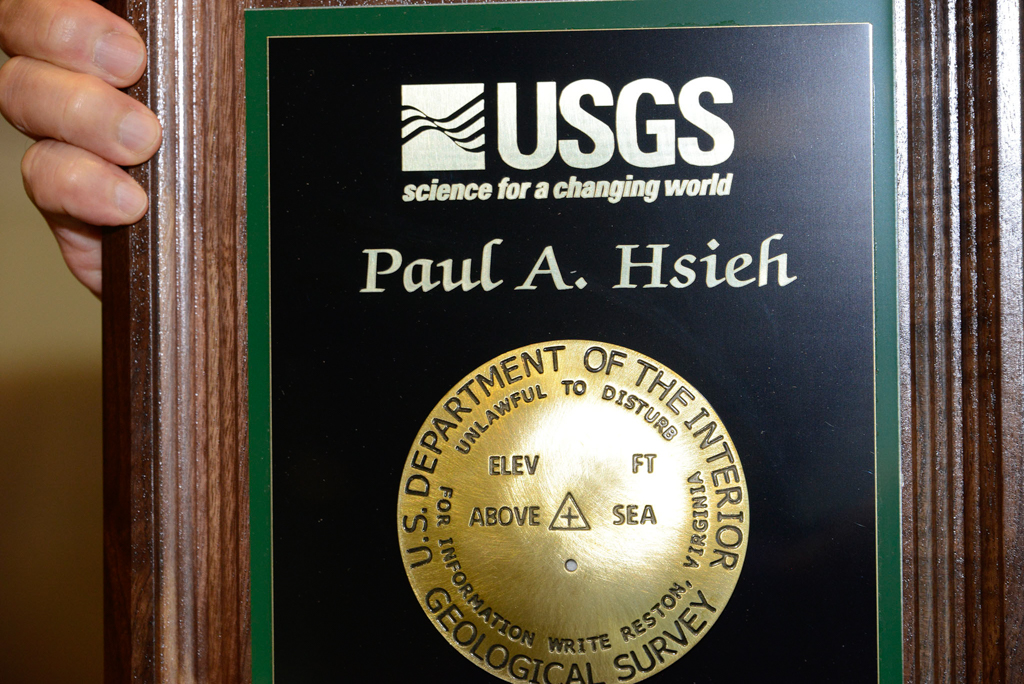 USGS
science for a changing world
Paul A. Hsieh
U.S. DEPARTMENT OF THE INTERIOR
UNLAWFUL TO DISTURB
ELEV FT
ABOVE SEA
FOR INFORMATION WRITE RESTON, VIRGINIA
GEOLOGICAL SURVEY